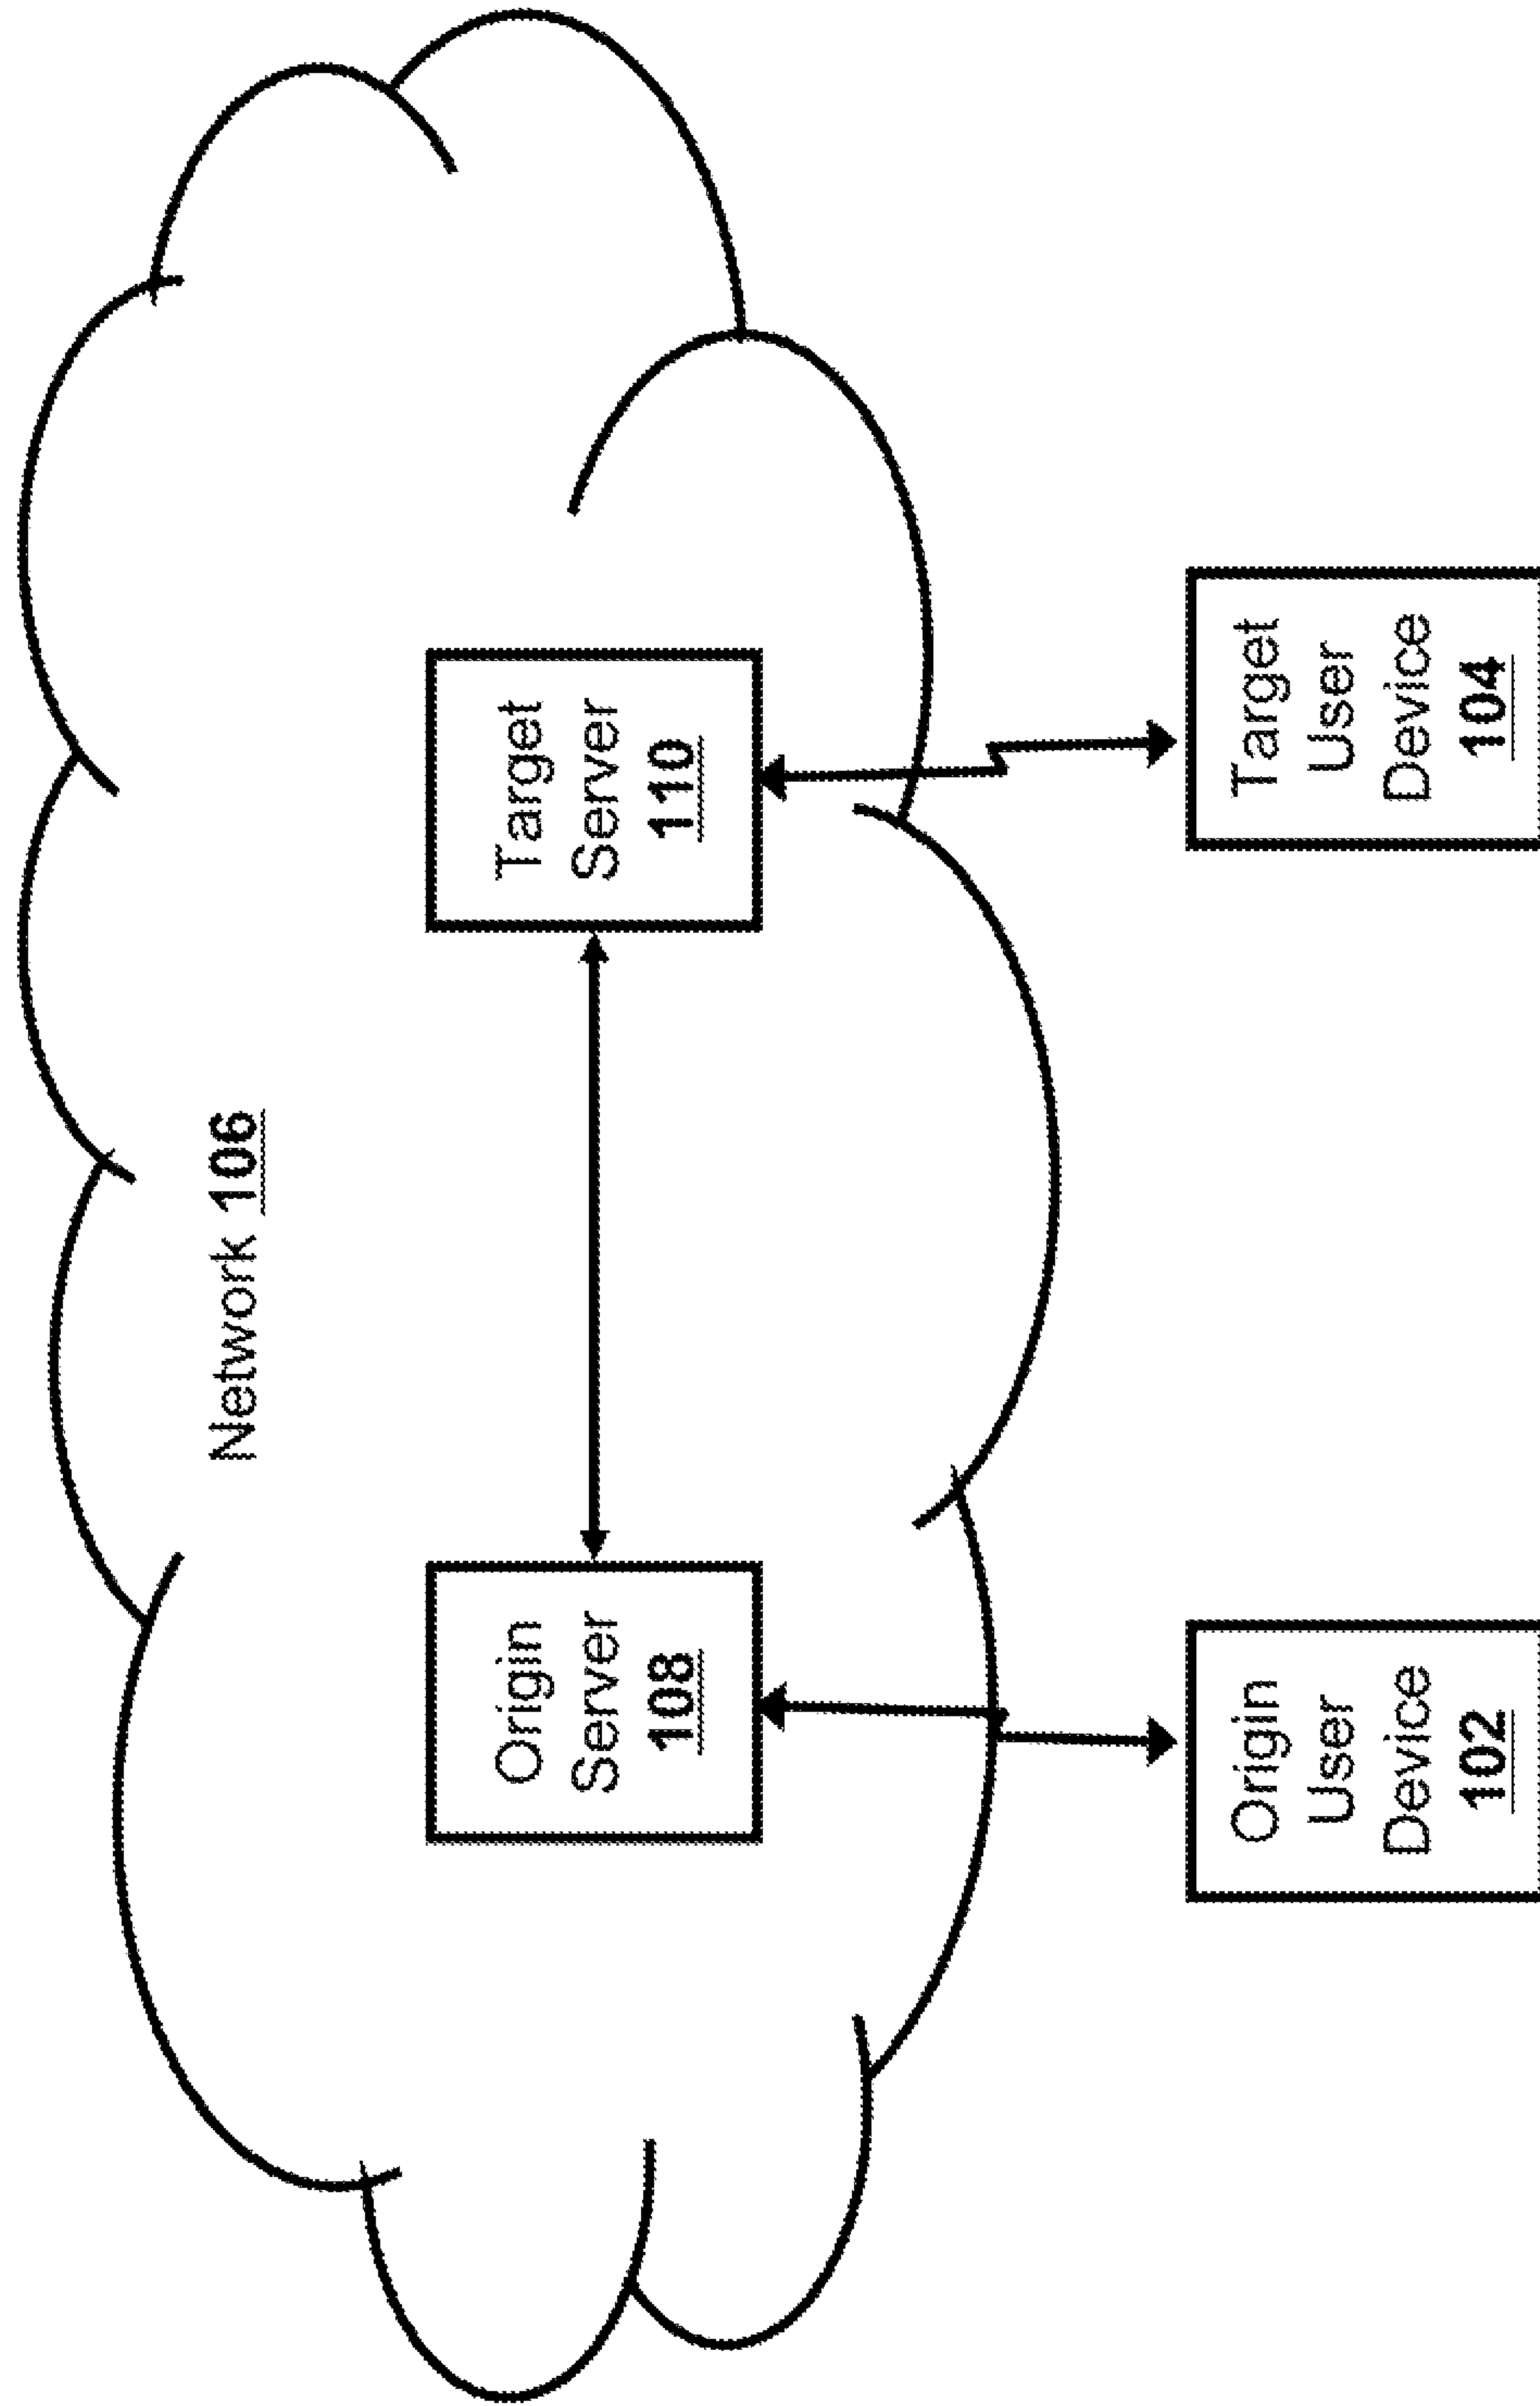 Network 106
Origin
Server
108
Target
Server
110
Origin
User
Device
102
Target
User
Device
104